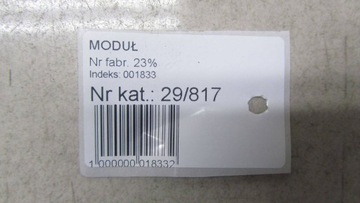 MODUŁ
Nr fabr. 23%
Indeks: 001833
Nr kat.: 29/817
1 000000 018332